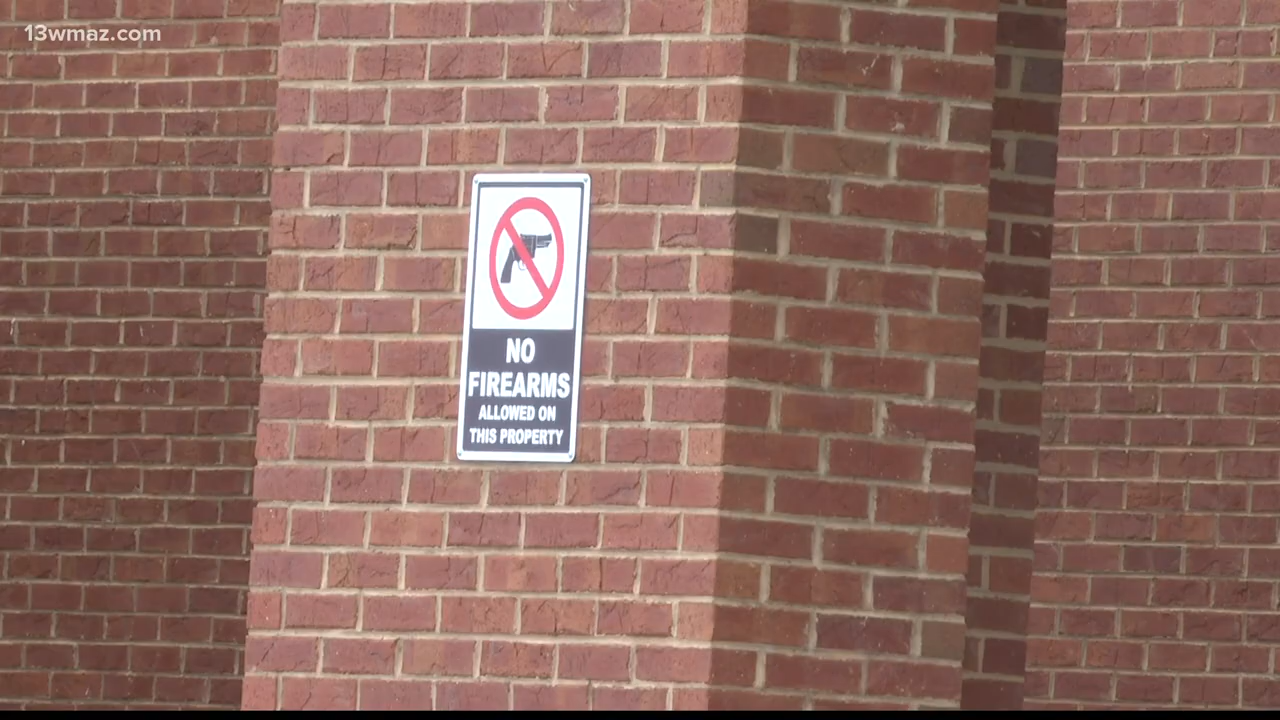 13wmaz.com
NO
FIREARMS
ALLOWED ON
THIS PROPERTY